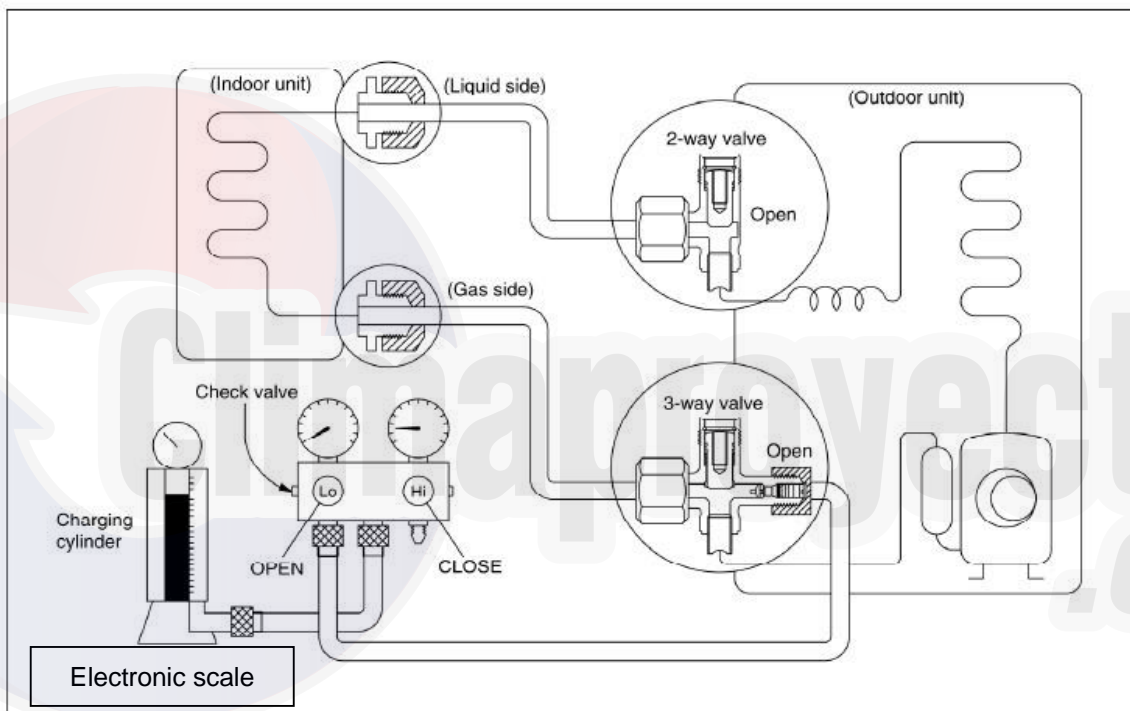 (Indoor unit)
(Liquid side)
(Outdoor unit)
2-way valve
Open
(Gas side)
Check valve
3-way valve
Open
Lo
Hi
Charging
cylinder
OPEN
CLOSE
Electronic scale
Climaproyect